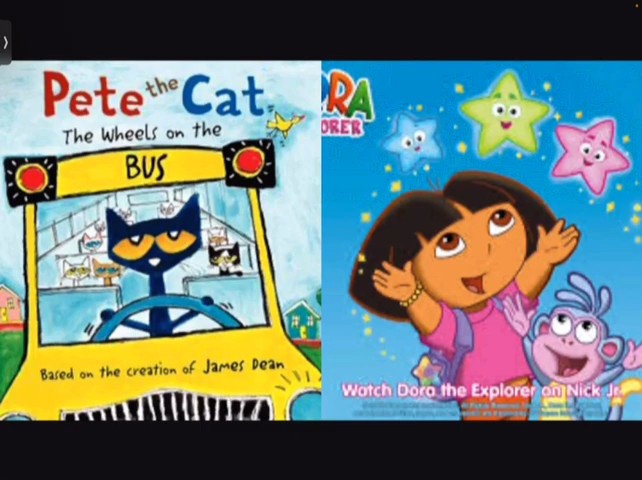 Pete the Cat
The Wheels on the
BUS
Based on the creation of James Dean
RA
ORER
Watch Dora the Explorer on Nick Jr.